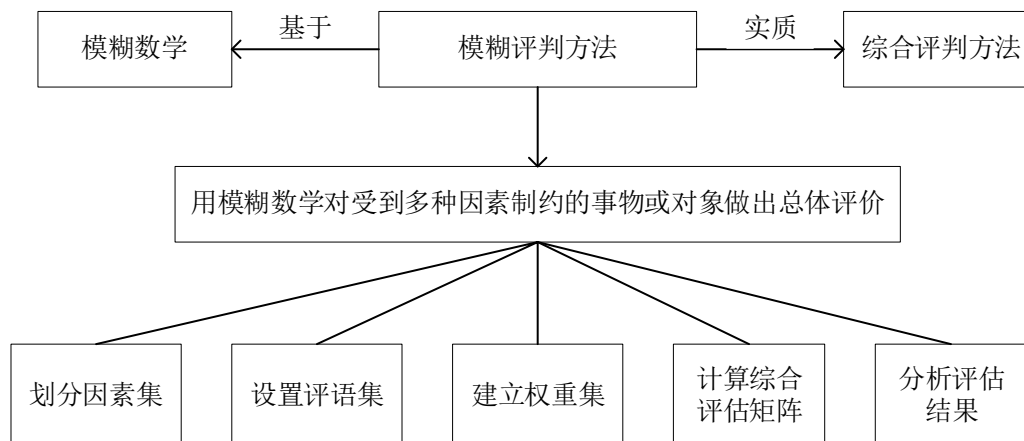 模糊数学
基于
模糊评判方法
实质
综合评判方法
用模糊数学对受到多种因素制约的事物或对象做出总体评价
划分因素集
设置评语集
建立权重集
计算综合
评估矩阵
分析评估
结果